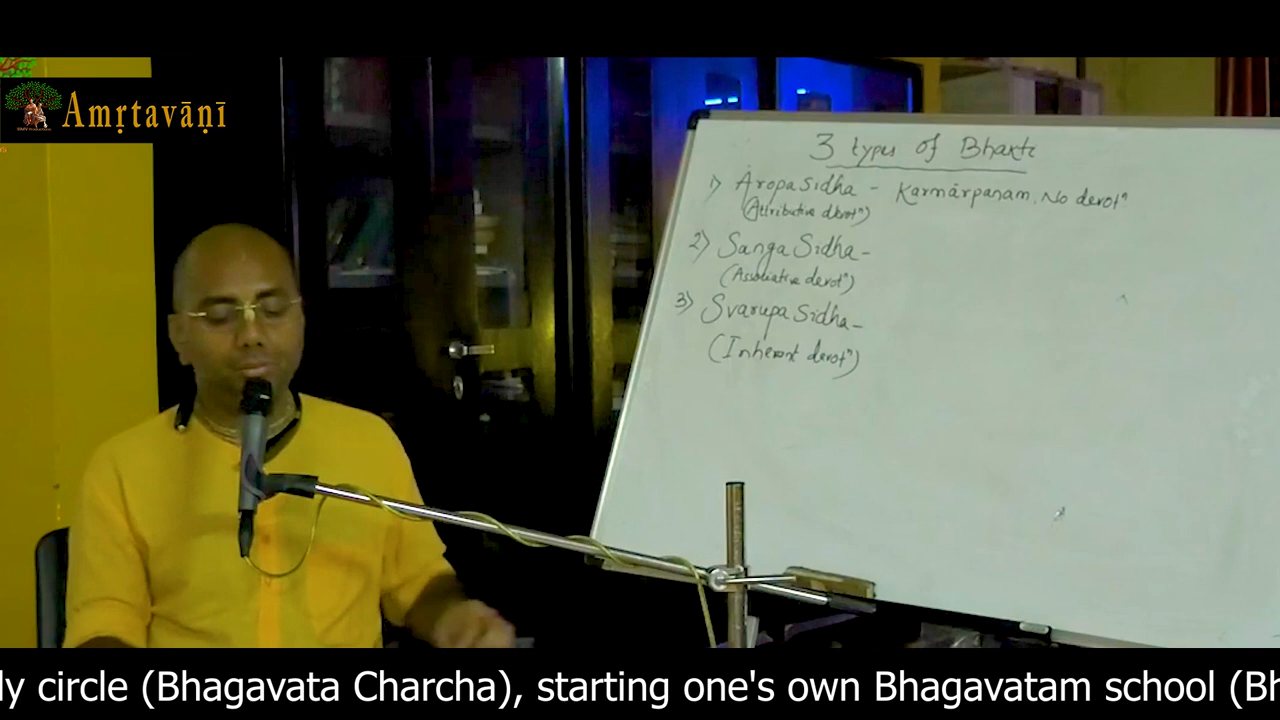 Amṛtavāṇī
3 types of Bhakti
1) Āropa Sidha - Karmārpanam. No devotⁿ
(Attributive devotⁿ)
2) Sanga Sidha -
(Associative devotⁿ)
3) Svarupa Sidha -
(Inherent devotⁿ)
ly circle (Bhagavata Charcha), starting one's own Bhagavatam school (Bh